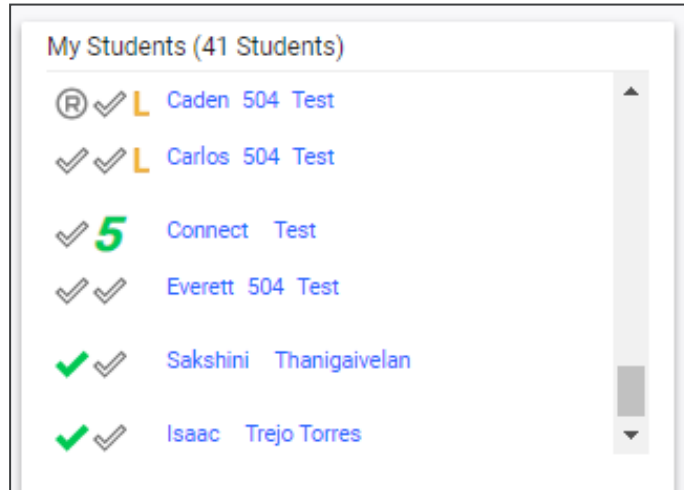 My Students (41 Students)
® L Caden 504 Test
L Carlos 504 Test
5 Connect Test
Everett 504 Test
Sakshini Thanigaivelan
Isaac Trejo Torres